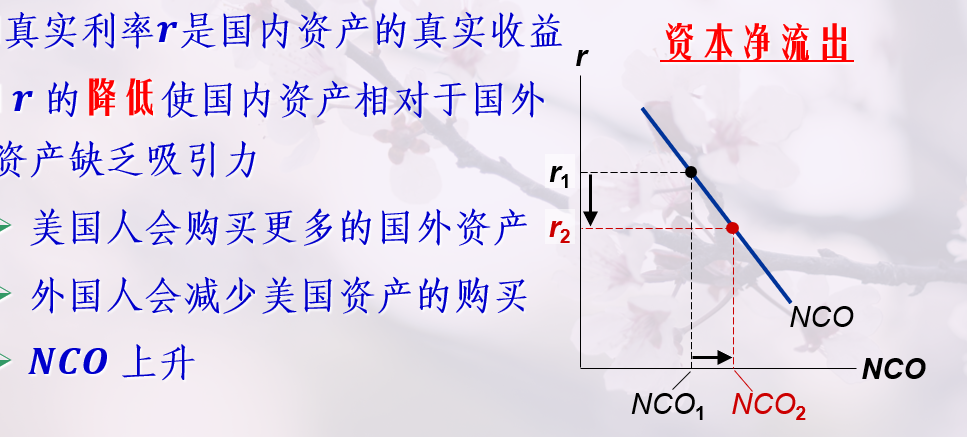 真实利率r是国内资产的真实收益
r 的降低使国内资产相对于国外
资产缺乏吸引力
美国人会购买更多的国外资产
外国人会减少美国资产的购买
NCO 上升
资本净流出
r
r1
r2
NCO
NCO
NCO1
NCO2